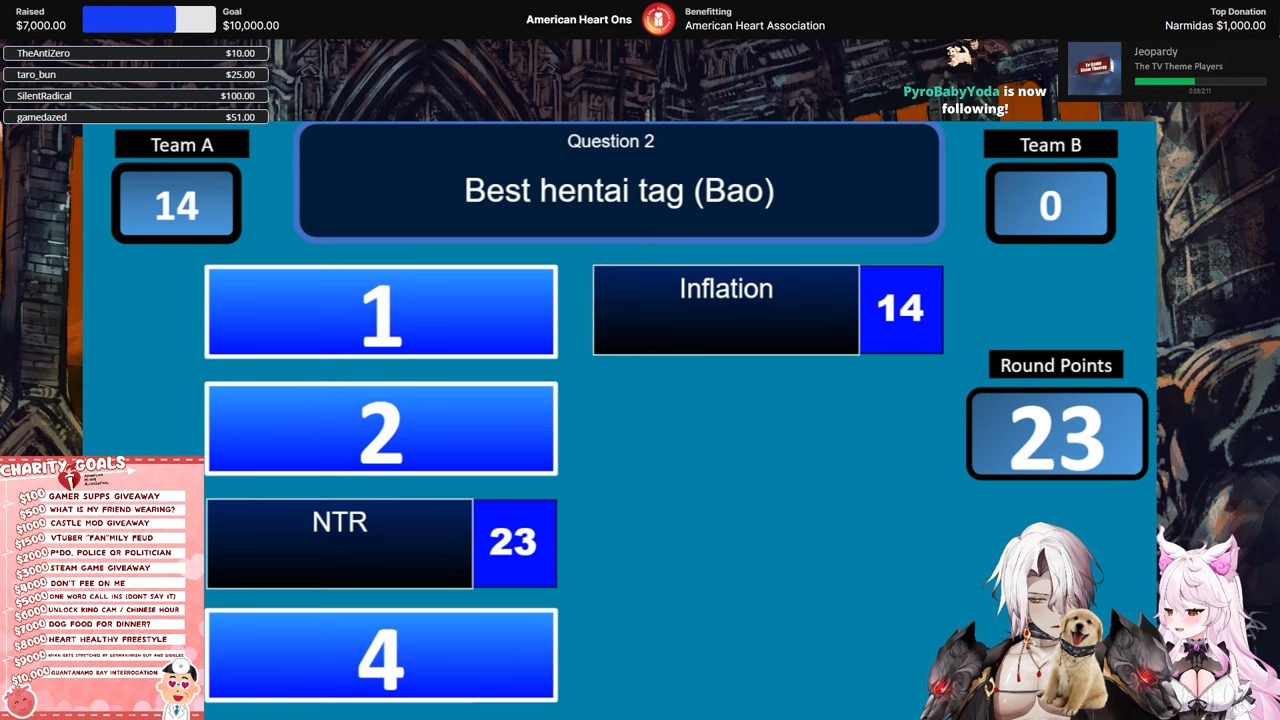 Raised
$7,000.00
Goal
$10,000.00
American Heart Ons
Benefitting
American Heart Association
Top Donation
Narmidas $1,000.00
TheAntiZero $10.00
taro_bun $25.00
SilentRadical $100.00
gamedazed $51.00
PyroBabyYoda is now
following!
Jeopardy
The TV Theme Players
0:59/2:11
Team A
14
Question 2
Best hentai tag (Bao)
Team B
0
1
Inflation 14
2
Round Points
23
NTR 23
4
CHARITY GOALS
$100 GAMER SUPPS GIVEAWAY
$500 WHAT IS MY FRIEND WEARING?
$1000 CASTLE MOD GIVEAWAY
$1500 VTUBER "FAN"MILY FEUD
$2000 P*DO, POLICE OR POLITICIAN
$3000 STEAM GAME GIVEAWAY
$4000 DON'T PEE ON ME
$5000 ONE WORD CALL INS (DONT SAY IT)
$6000 UNLOCK KINO CAM / CHINESE HOUR
$7000 DOG FOOD FOR DINNER?
$8000 HEART HEALTHY FREESTYLE
$9000
$10,000 GUANTANAMO BAY INTERROGATION